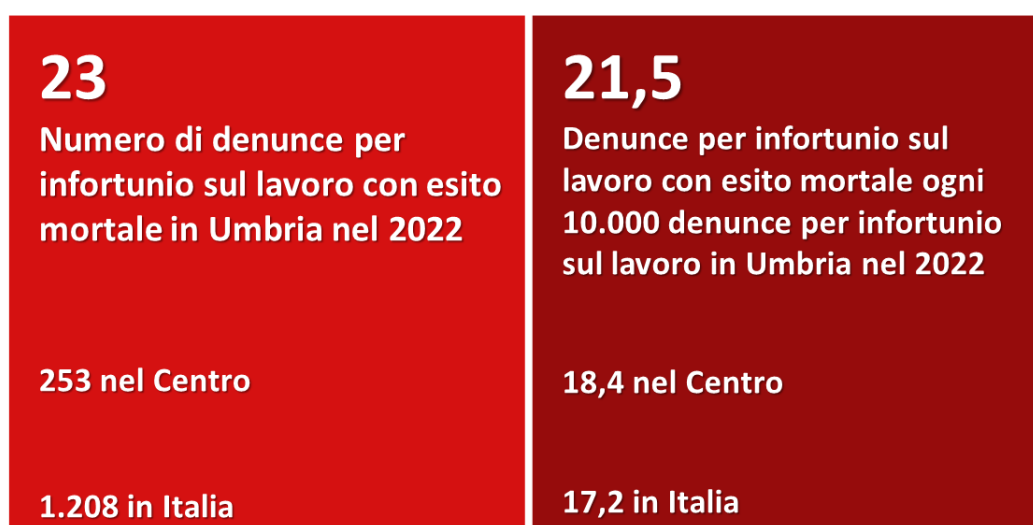 23
Numero di denunce per
infortunio sul lavoro con esito
mortale in Umbria nel 2022
253 nel Centro
1.208 in Italia
21,5
Denunce per infortunio sul
lavoro con esito mortale ogni
10.000 denunce per infortunio
sul lavoro in Umbria nel 2022
18,4 nel Centro
17,2 in Italia